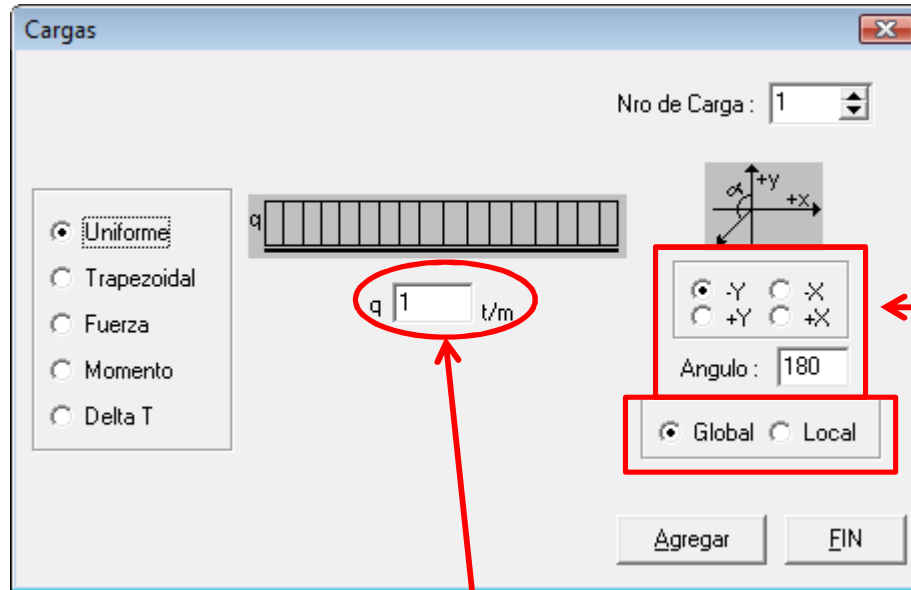 Cargas
Nro de Carga : 1
+y
α
+x
Uniforme
q
Trapezoidal
Fuerza
Momento
Delta T
q 1 t/m
-Y -X
+Y +X
Angulo : 180
Global Local
Agregar FIN